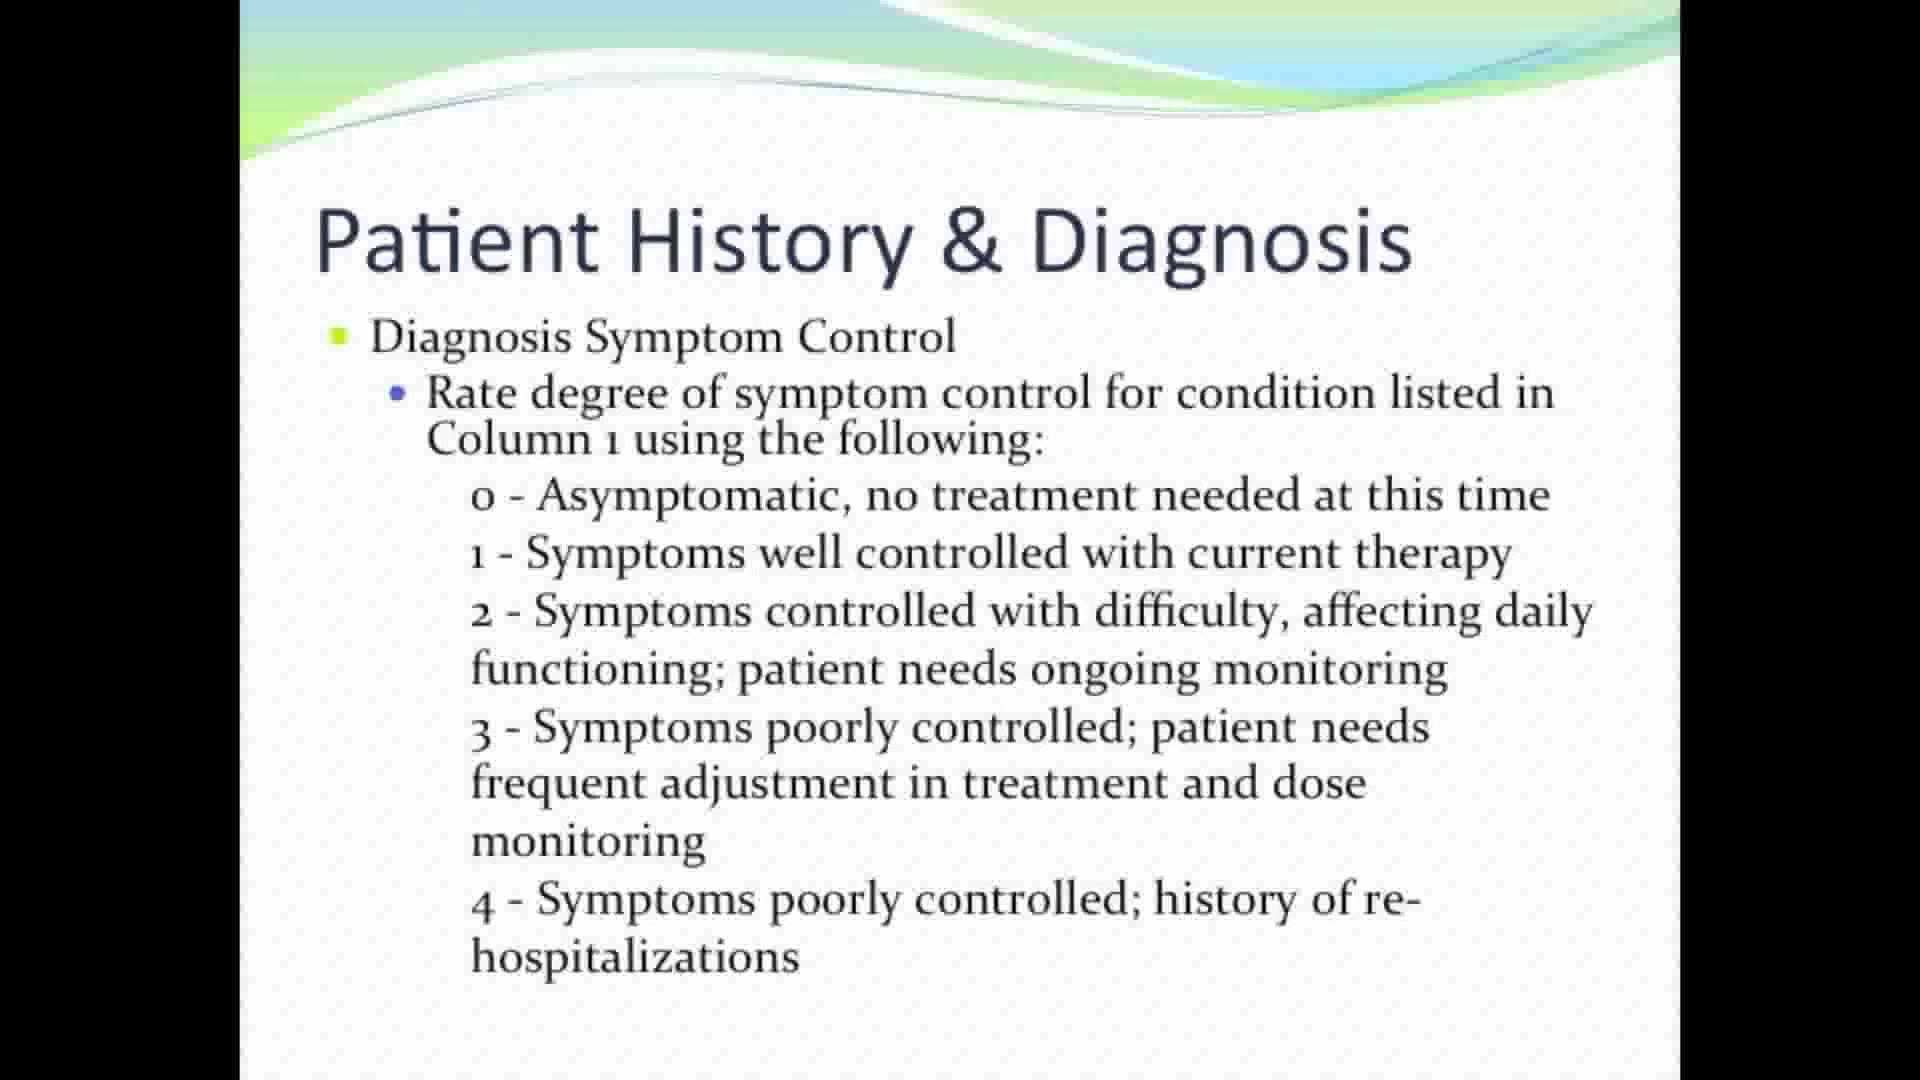 Patient History & Diagnosis
Diagnosis Symptom Control
Rate degree of symptom control for condition listed in
Column 1 using the following:
0 - Asymptomatic, no treatment needed at this time
1 - Symptoms well controlled with current therapy
2 - Symptoms controlled with difficulty, affecting daily
functioning; patient needs ongoing monitoring
3 - Symptoms poorly controlled; patient needs
frequent adjustment in treatment and dose
monitoring
4 - Symptoms poorly controlled; history of re-
hospitalizations